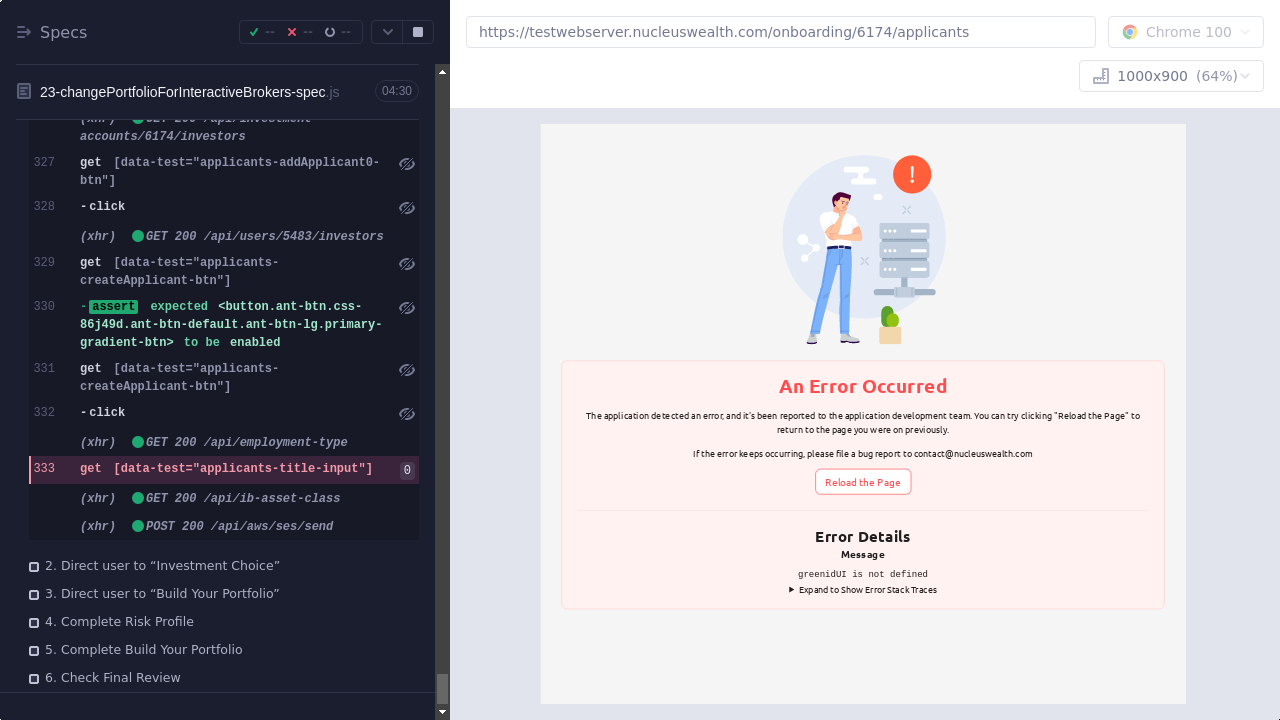 Specs
--
--
--
23-changePortfolioForInteractiveBrokers-spec.js
04:30
(xhr) GET 200 /api/investment-
accounts/6174/investors
327 get [data-test="applicants-addApplicant0-
btn"]
328 -click
(xhr) GET 200 /api/users/5483/investors
329 get [data-test="applicants-
createApplicant-btn"]
330 -assert expected <button.ant-btn.css-
86j49d.ant-btn-default.ant-btn-lg.primary-
gradient-btn> to be enabled
331 get [data-test="applicants-
createApplicant-btn"]
332 -click
(xhr) GET 200 /api/employment-type
333 get [data-test="applicants-title-input"] 0
(xhr) GET 200 /api/ib-asset-class
(xhr) POST 200 /api/aws/ses/send
2. Direct user to “Investment Choice”
3. Direct user to “Build Your Portfolio”
4. Complete Risk Profile
5. Complete Build Your Portfolio
6. Check Final Review
https://testwebserver.nucleuswealth.com/onboarding/6174/applicants
Chrome 100
1000x900 (64%)
!
An Error Occurred
The application detected an error, and it's been reported to the application development team. You can try clicking "Reload the Page" to
return to the page you were on previously.
If the error keeps occurring, please file a bug report to contact@nucleuswealth.com
Reload the Page
Error Details
Message
greenidUI is not defined
Expand to Show Error Stack Traces